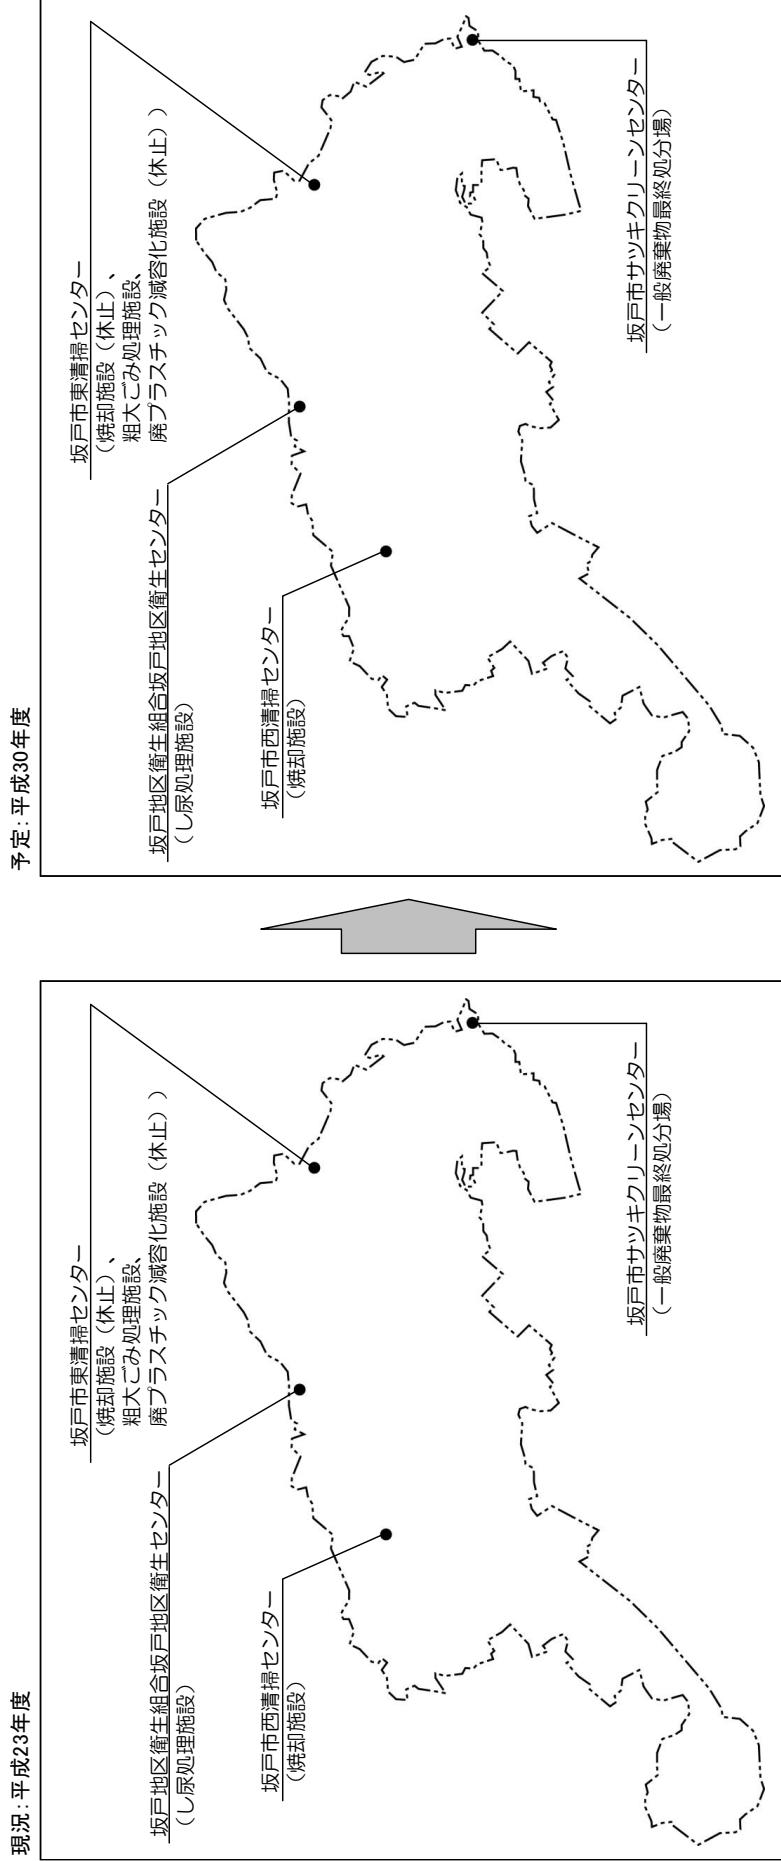 現況：平成23年度
坂戸市東清掃センター
（焼却施設（休止）、
粗大ごみ処理施設、
廃プラスチック減容化施設（休止））
坂戸地区衛生組合坂戸地区衛生センター
（し尿処理施設）
坂戸市西清掃センター
（焼却施設）
坂戸市サツキクリーンセンター
（一般廃棄物最終処分場）
予定：平成30年度
坂戸市東清掃センター
（焼却施設（休止）、
粗大ごみ処理施設、
廃プラスチック減容化施設（休止））
坂戸地区衛生組合坂戸地区衛生センター
（し尿処理施設）
坂戸市西清掃センター
（焼却施設）
坂戸市サツキクリーンセンター
（一般廃棄物最終処分場）